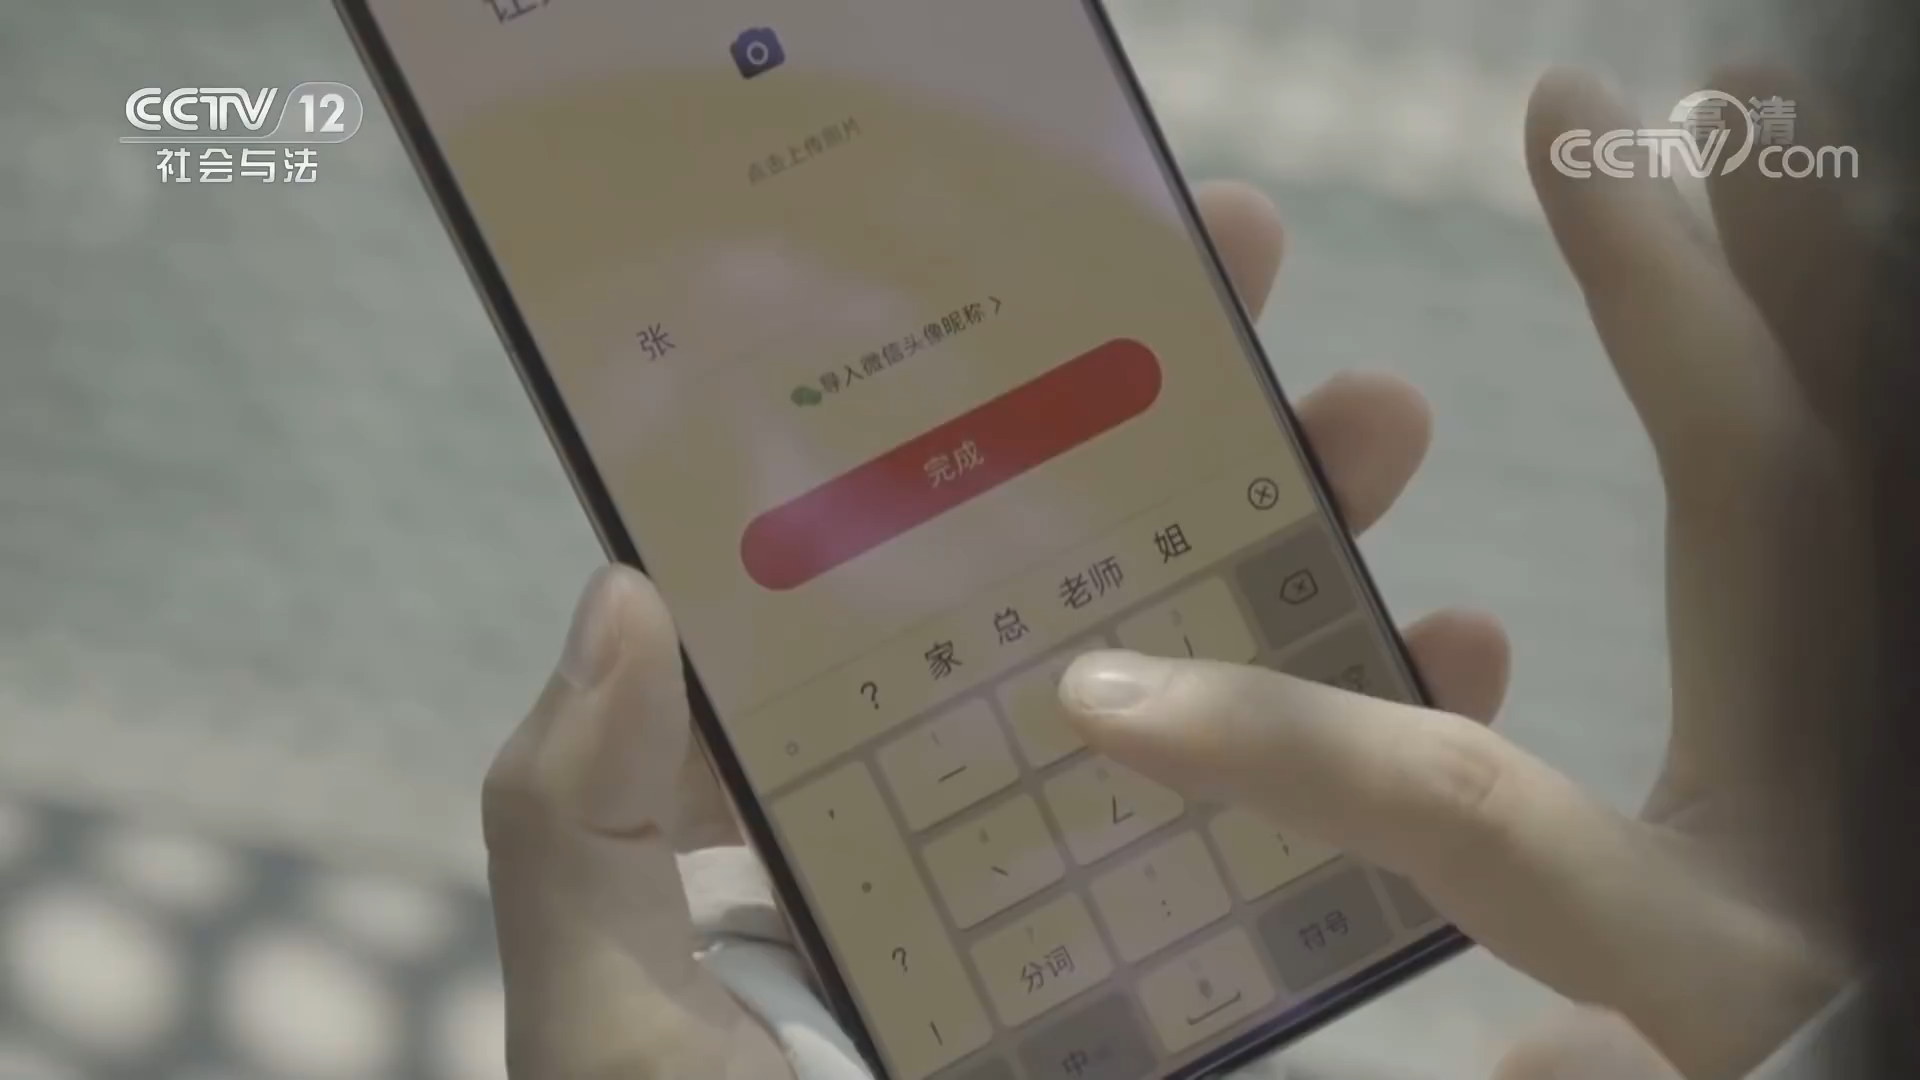 CCTV 12
社会与法
高清
CCTV com
点击上传照片
张
导入微信头像昵称 >
完成
? 家 总 老师 姐
分词
符号
中